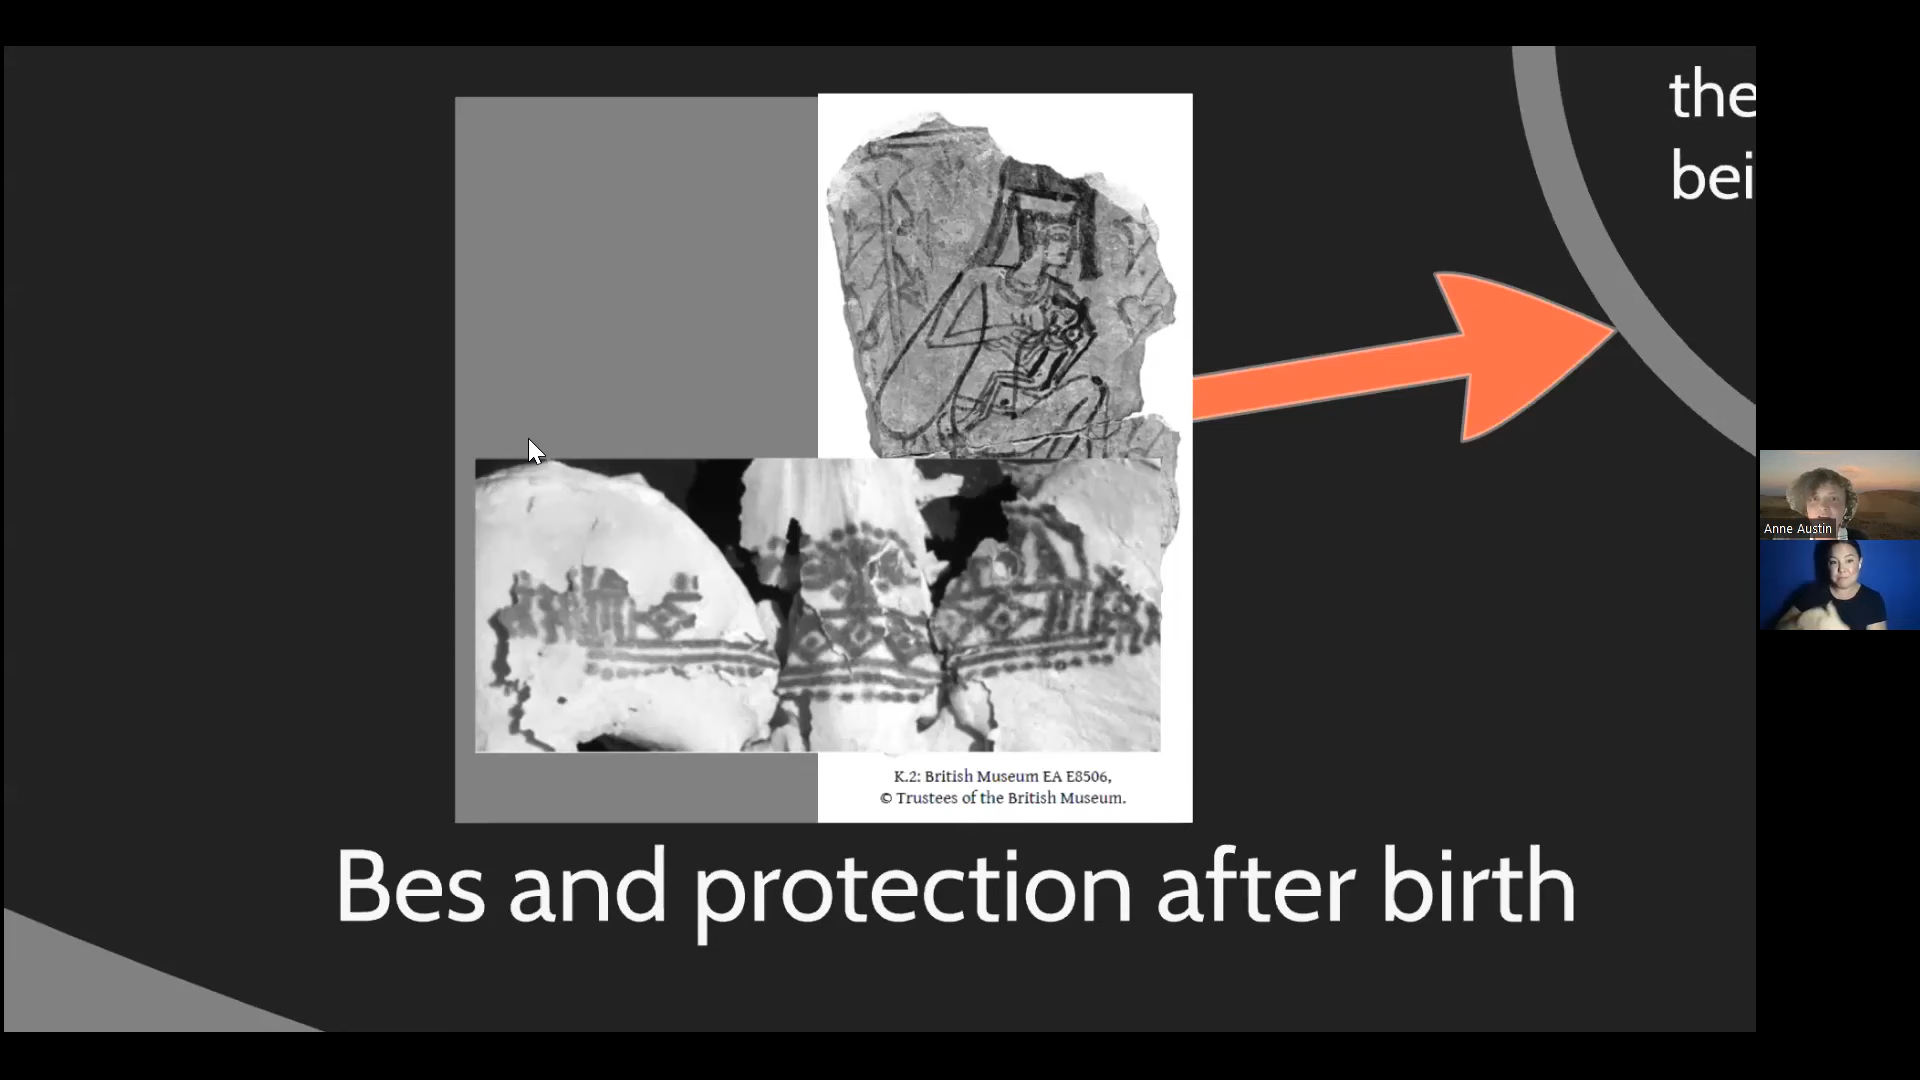 the
bei
K.2: British Museum EA E8506,
© Trustees of the British Museum.
Bes and protection after birth
Anne Austin